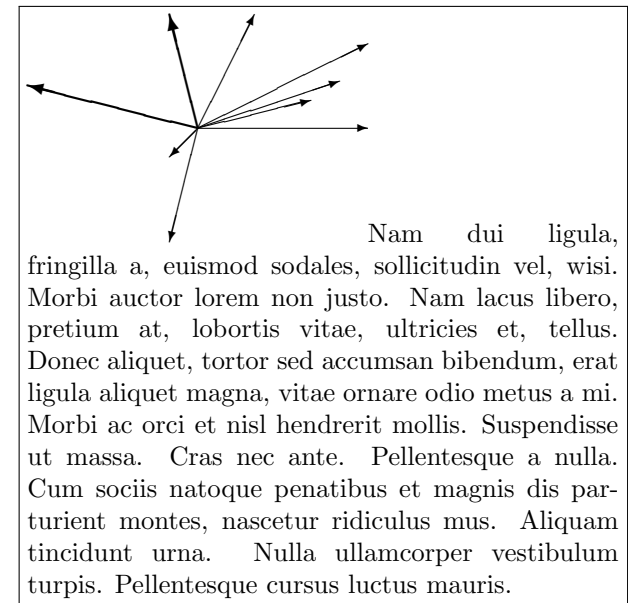 Nam dui ligula,
fringilla a, euismod sodales, sollicitudin vel, wisi.
Morbi auctor lorem non justo. Nam lacus libero,
pretium at, lobortis vitae, ultricies et, tellus.
Donec aliquet, tortor sed accumsan bibendum, erat
ligula aliquet magna, vitae ornare odio metus a mi.
Morbi ac orci et nisl hendrerit mollis. Suspendisse
ut massa. Cras nec ante. Pellentesque a nulla.
Cum sociis natoque penatibus et magnis dis par-
turient montes, nascetur ridiculus mus. Aliquam
tincidunt urna. Nulla ullamcorper vestibulum
turpis. Pellentesque cursus luctus mauris.